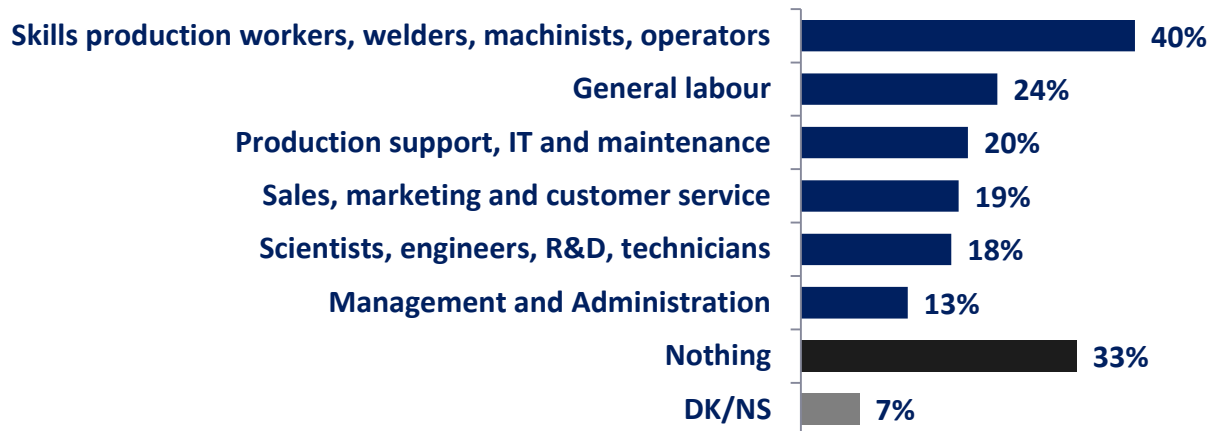 Skills production workers, welders, machinists, operators 40%
General labour 24%
Production support, IT and maintenance 20%
Sales, marketing and customer service 19%
Scientists, engineers, R&D, technicians 18%
Management and Administration 13%
Nothing 33%
DK/NS 7%